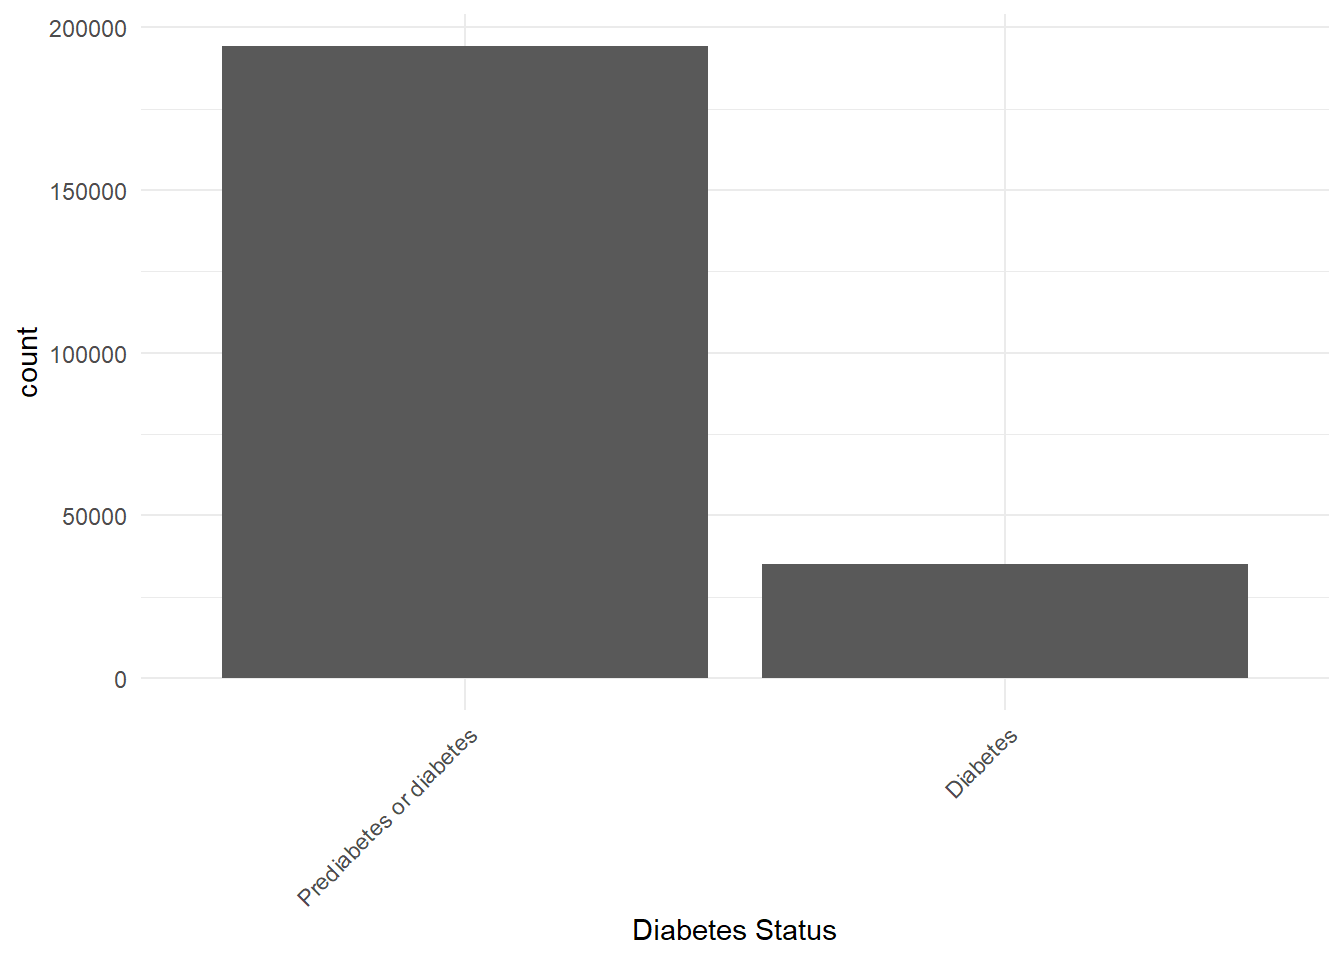 200000
150000
100000
50000
0
count
Prediabetes or diabetes
Diabetes
Diabetes Status